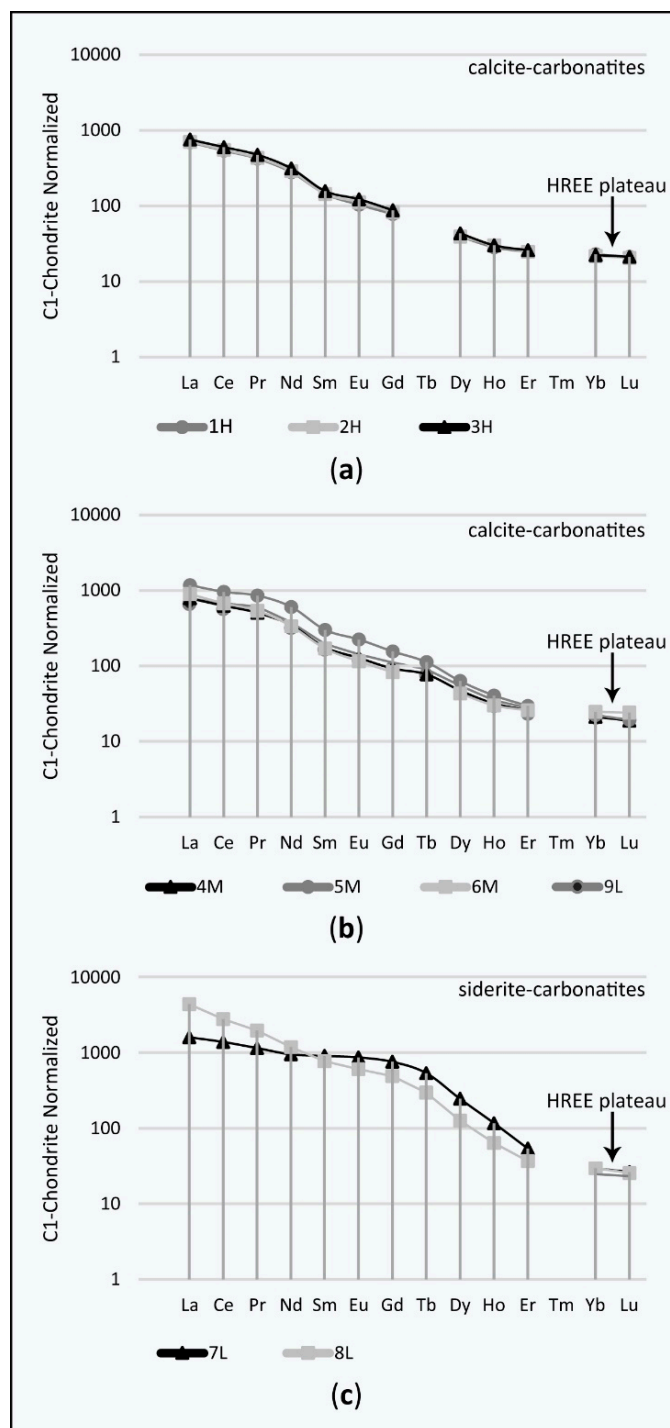 10000
calcite-carbonatites
1000
HREE plateau
100
10
1
C1-Chondrite Normalized
La Ce Pr Nd Sm Eu Gd Tb Dy Ho Er Tm Yb Lu
1H 2H 3H
(a)
10000
calcite-carbonatites
1000
HREE plateau
100
10
1
C1-Chondrite Normalized
La Ce Pr Nd Sm Eu Gd Tb Dy Ho Er Tm Yb Lu
4M 5M 6M 9L
(b)
10000
siderite-carbonatites
1000
HREE plateau
100
10
1
C1-Chondrite Normalized
La Ce Pr Nd Sm Eu Gd Tb Dy Ho Er Tm Yb Lu
7L 8L
(c)